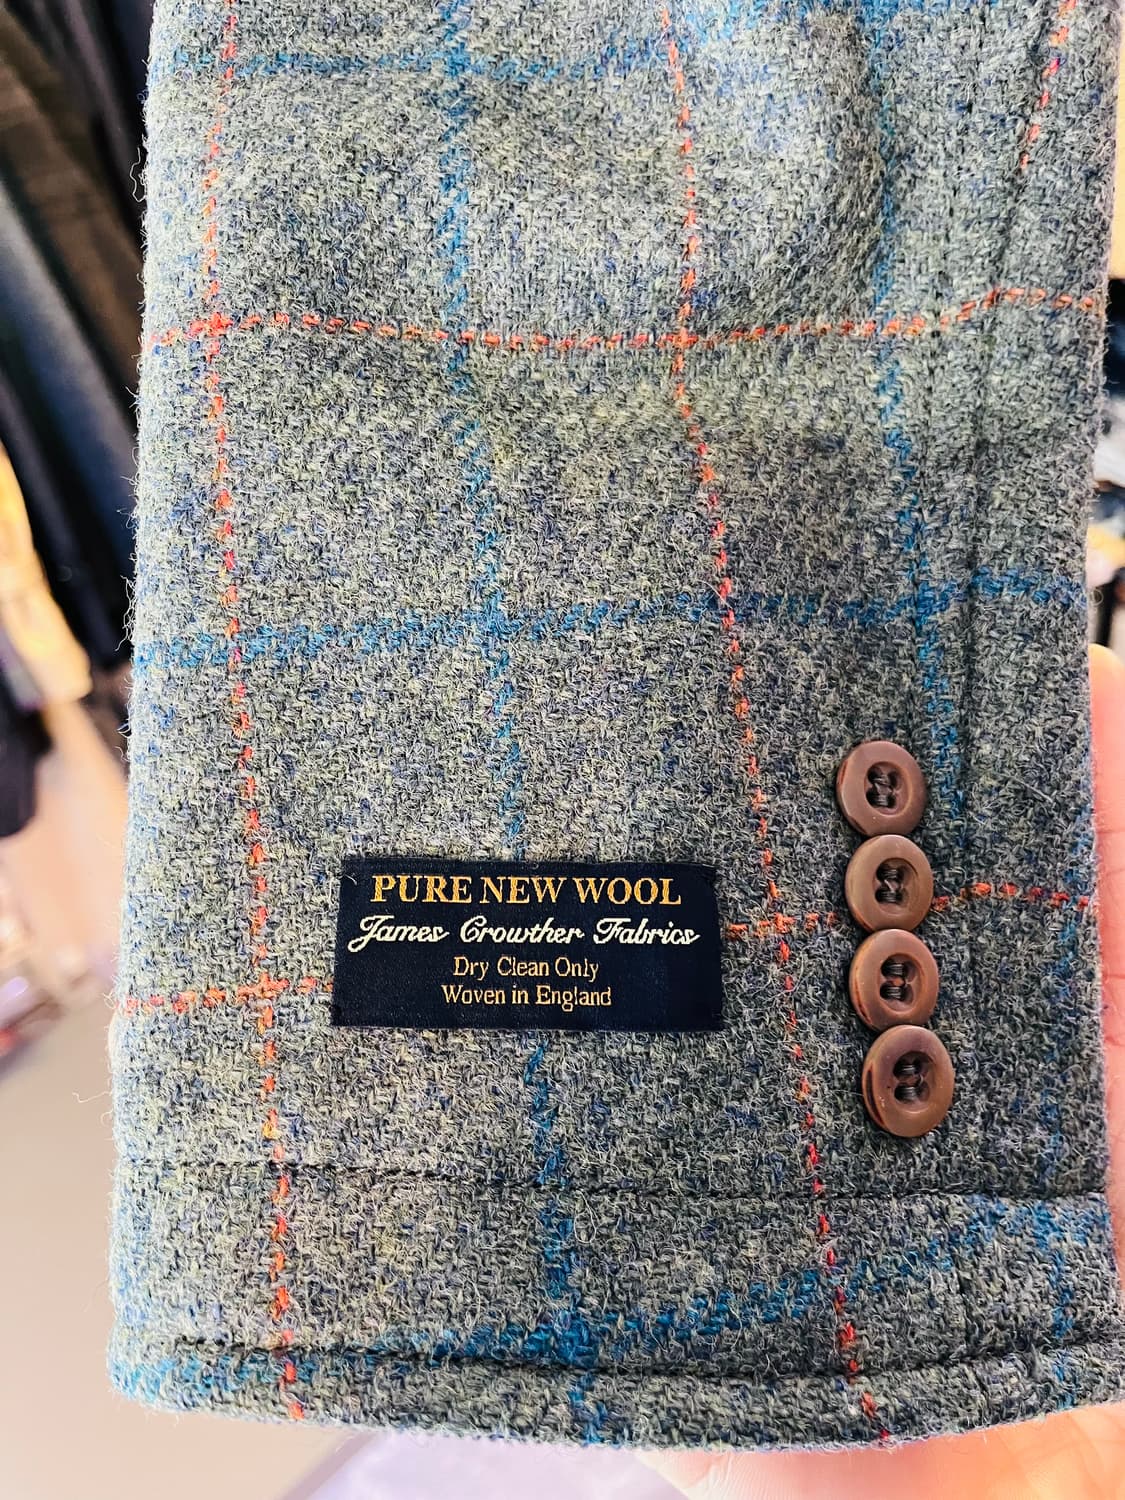 PURE NEW WOOL
James Crowther Fabrics
Dry Clean Only
Woven in England